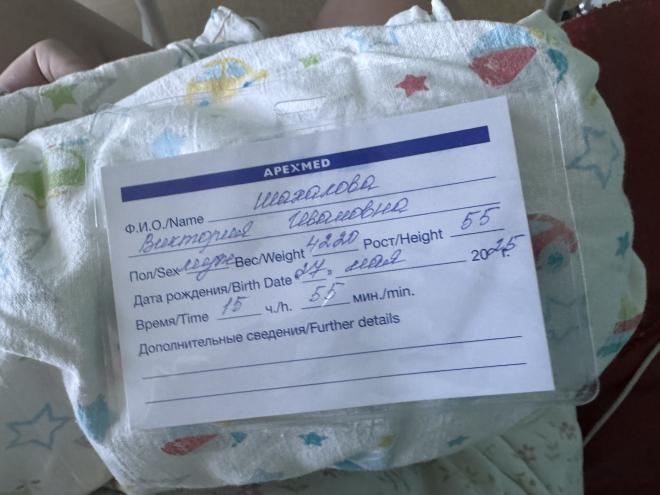 APEXMED
Ф.И.О./Name Шахалова
Виктория Ивановна
Пол/Sex Вес/Weight 4220 Рост/Height 55
Дата рождения/Birth Date 27. мая 2025 г.
Время/Time 15 ч./h. 55 мин./min.
Дополнительные сведения/Further details